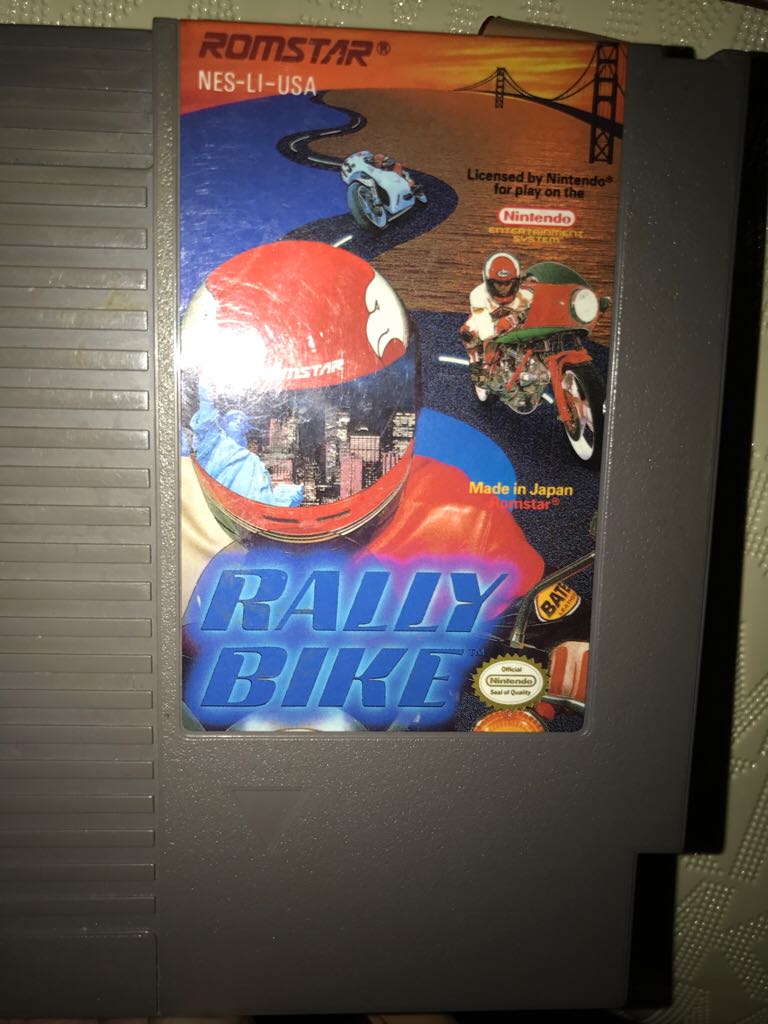 ROMSTAR®
NES-LI-USA
Licensed by Nintendo®
for play on the
Nintendo
ENTERTAINMENT
SYSTEM™
Made in Japan
Romstar®
RALLY
BIKE™
Official
Nintendo
Seal of Quality